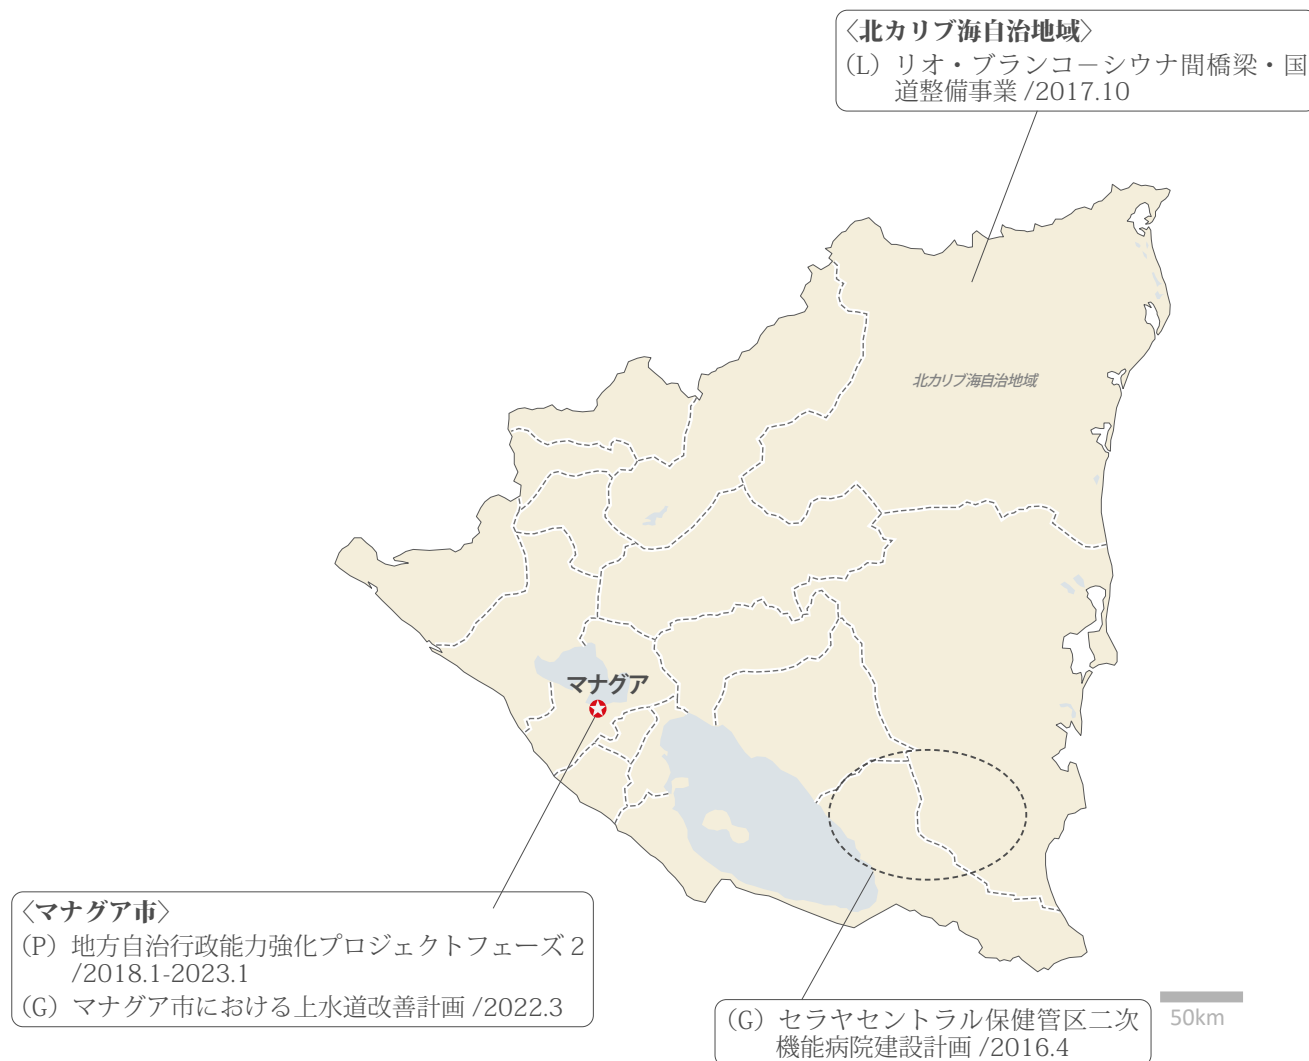 〈北カリブ海自治地域〉
（L）リオ・ブランコ－シウナ間橋梁・国
道整備事業 /2017.10
北カリブ海自治地域
マナグア
〈マナグア市〉
（P）地方自治行政能力強化プロジェクトフェーズ 2
/2018.1-2023.1
（G）マナグア市における上水道改善計画 /2022.3
（G）セラヤセントラル保健管区二次
機能病院建設計画 /2016.4
50km